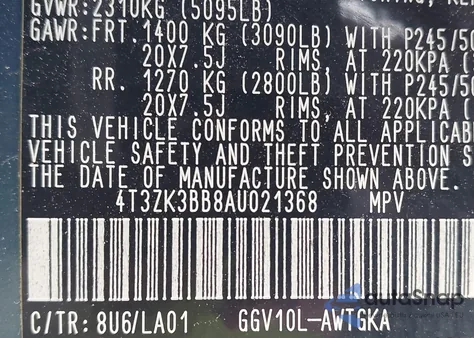 GVWR:2310KG (5095LB)
GAWR:FRT.1400 KG (3090LB) WITH P245/50
20X7.5J RIMS, AT 220KPA (
RR. 1270 KG (2800LB) WITH P245/50
20X7.5J RIMS, AT 220KPA (
THIS VEHICLE CONFORMS TO ALL APPLICAB
VEHICLE SAFETY AND THEFT PREVENTION S
THE DATE OF MANUFACTURE SHOWN ABOVE.
4T3ZK3BB8AU021368 MPV
C/TR: 8U6/LA01 GGV10L-AWTGKA
autoSnap